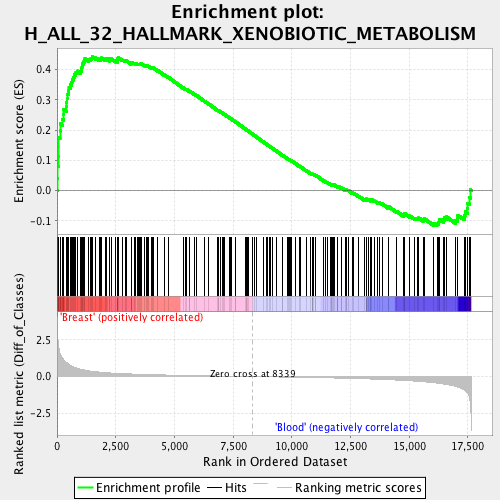 Enrichment plot:
H_ALL_32_HALLMARK_XENOBIOTIC_METABOLISM
Enrichment score (ES)
0.4
0.3
0.2
0.1
0.0
-0.1
Ranked list metric (Diff_of_Classes)
'Breast' (positively correlated)
2.5
Zero cross at 8339
0.0
-2.5
'Blood' (negatively correlated)
0
2,500
5,000
7,500
10,000
12,500
15,000
17,500
Rank in Ordered Dataset
Enrichment profile
Hits
Ranking metric scores